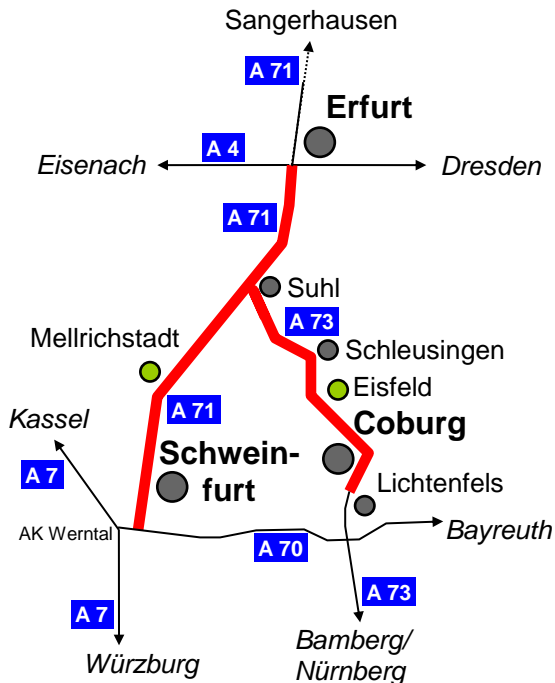 Sangerhausen
A 71
Erfurt
A 4
Eisenach
Dresden
A 71
Suhl
A 73
Mellrichstadt
Schleusingen
Eisfeld
A 71
Kassel
Coburg
Schwein-
furt
A 7
Lichtenfels
AK Werntal
Bayreuth
A 70
A 7
A 73
Würzburg
Bamberg/
Nürnberg